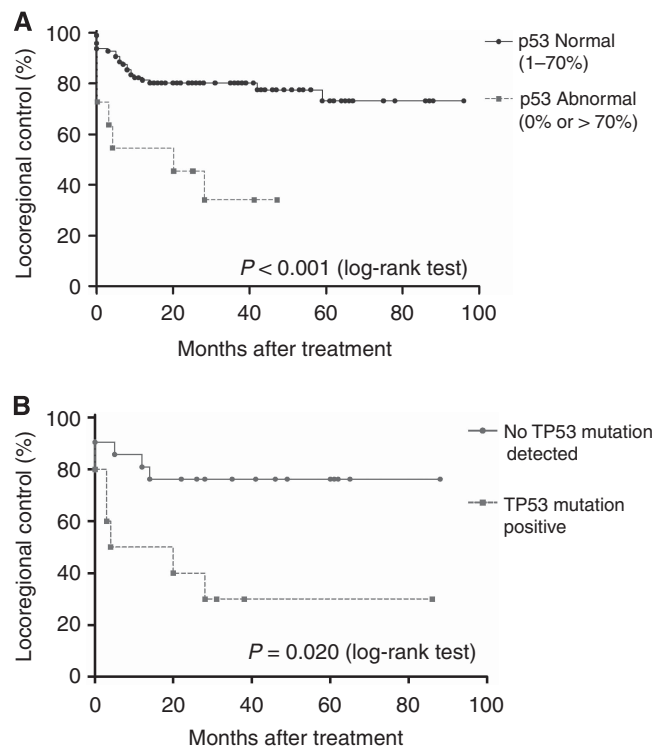 A
Locoregional control (%)
100
80
60
40
20
0
0 20 40 60 80 100
Months after treatment
P < 0.001 (log-rank test)
p53 Normal
(1–70%)
p53 Abnormal
(0% or > 70%)
B
Locoregional control (%)
100
80
60
40
20
0
0 20 40 60 80 100
Months after treatment
P = 0.020 (log-rank test)
No TP53 mutation
detected
TP53 mutation
positive